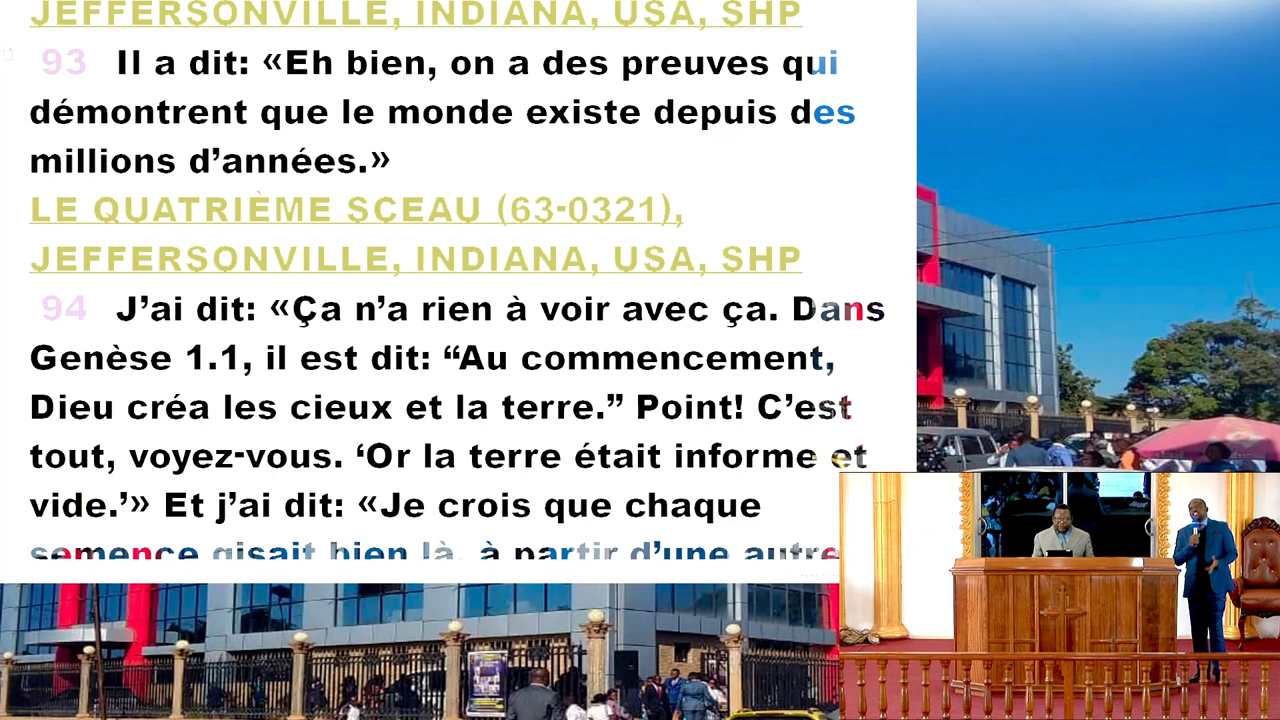 JEFFERSONVILLE, INDIANA, USA, SHP
93 Il a dit: «Eh bien, on a des preuves qui
démontrent que le monde existe depuis des
millions d’années.»
LE QUATRIÈME SCEAU (63-0321),
JEFFERSONVILLE, INDIANA, USA, SHP
94 J’ai dit: «Ça n’a rien à voir avec ça. Dans
Genèse 1.1, il est dit: “Au commencement,
Dieu créa les cieux et la terre.” Point! C’est
tout, voyez-vous. ‘Or la terre était informe et
vide.’» Et j’ai dit: «Je crois que chaque
semence gisait bien là, à partir d’une autre